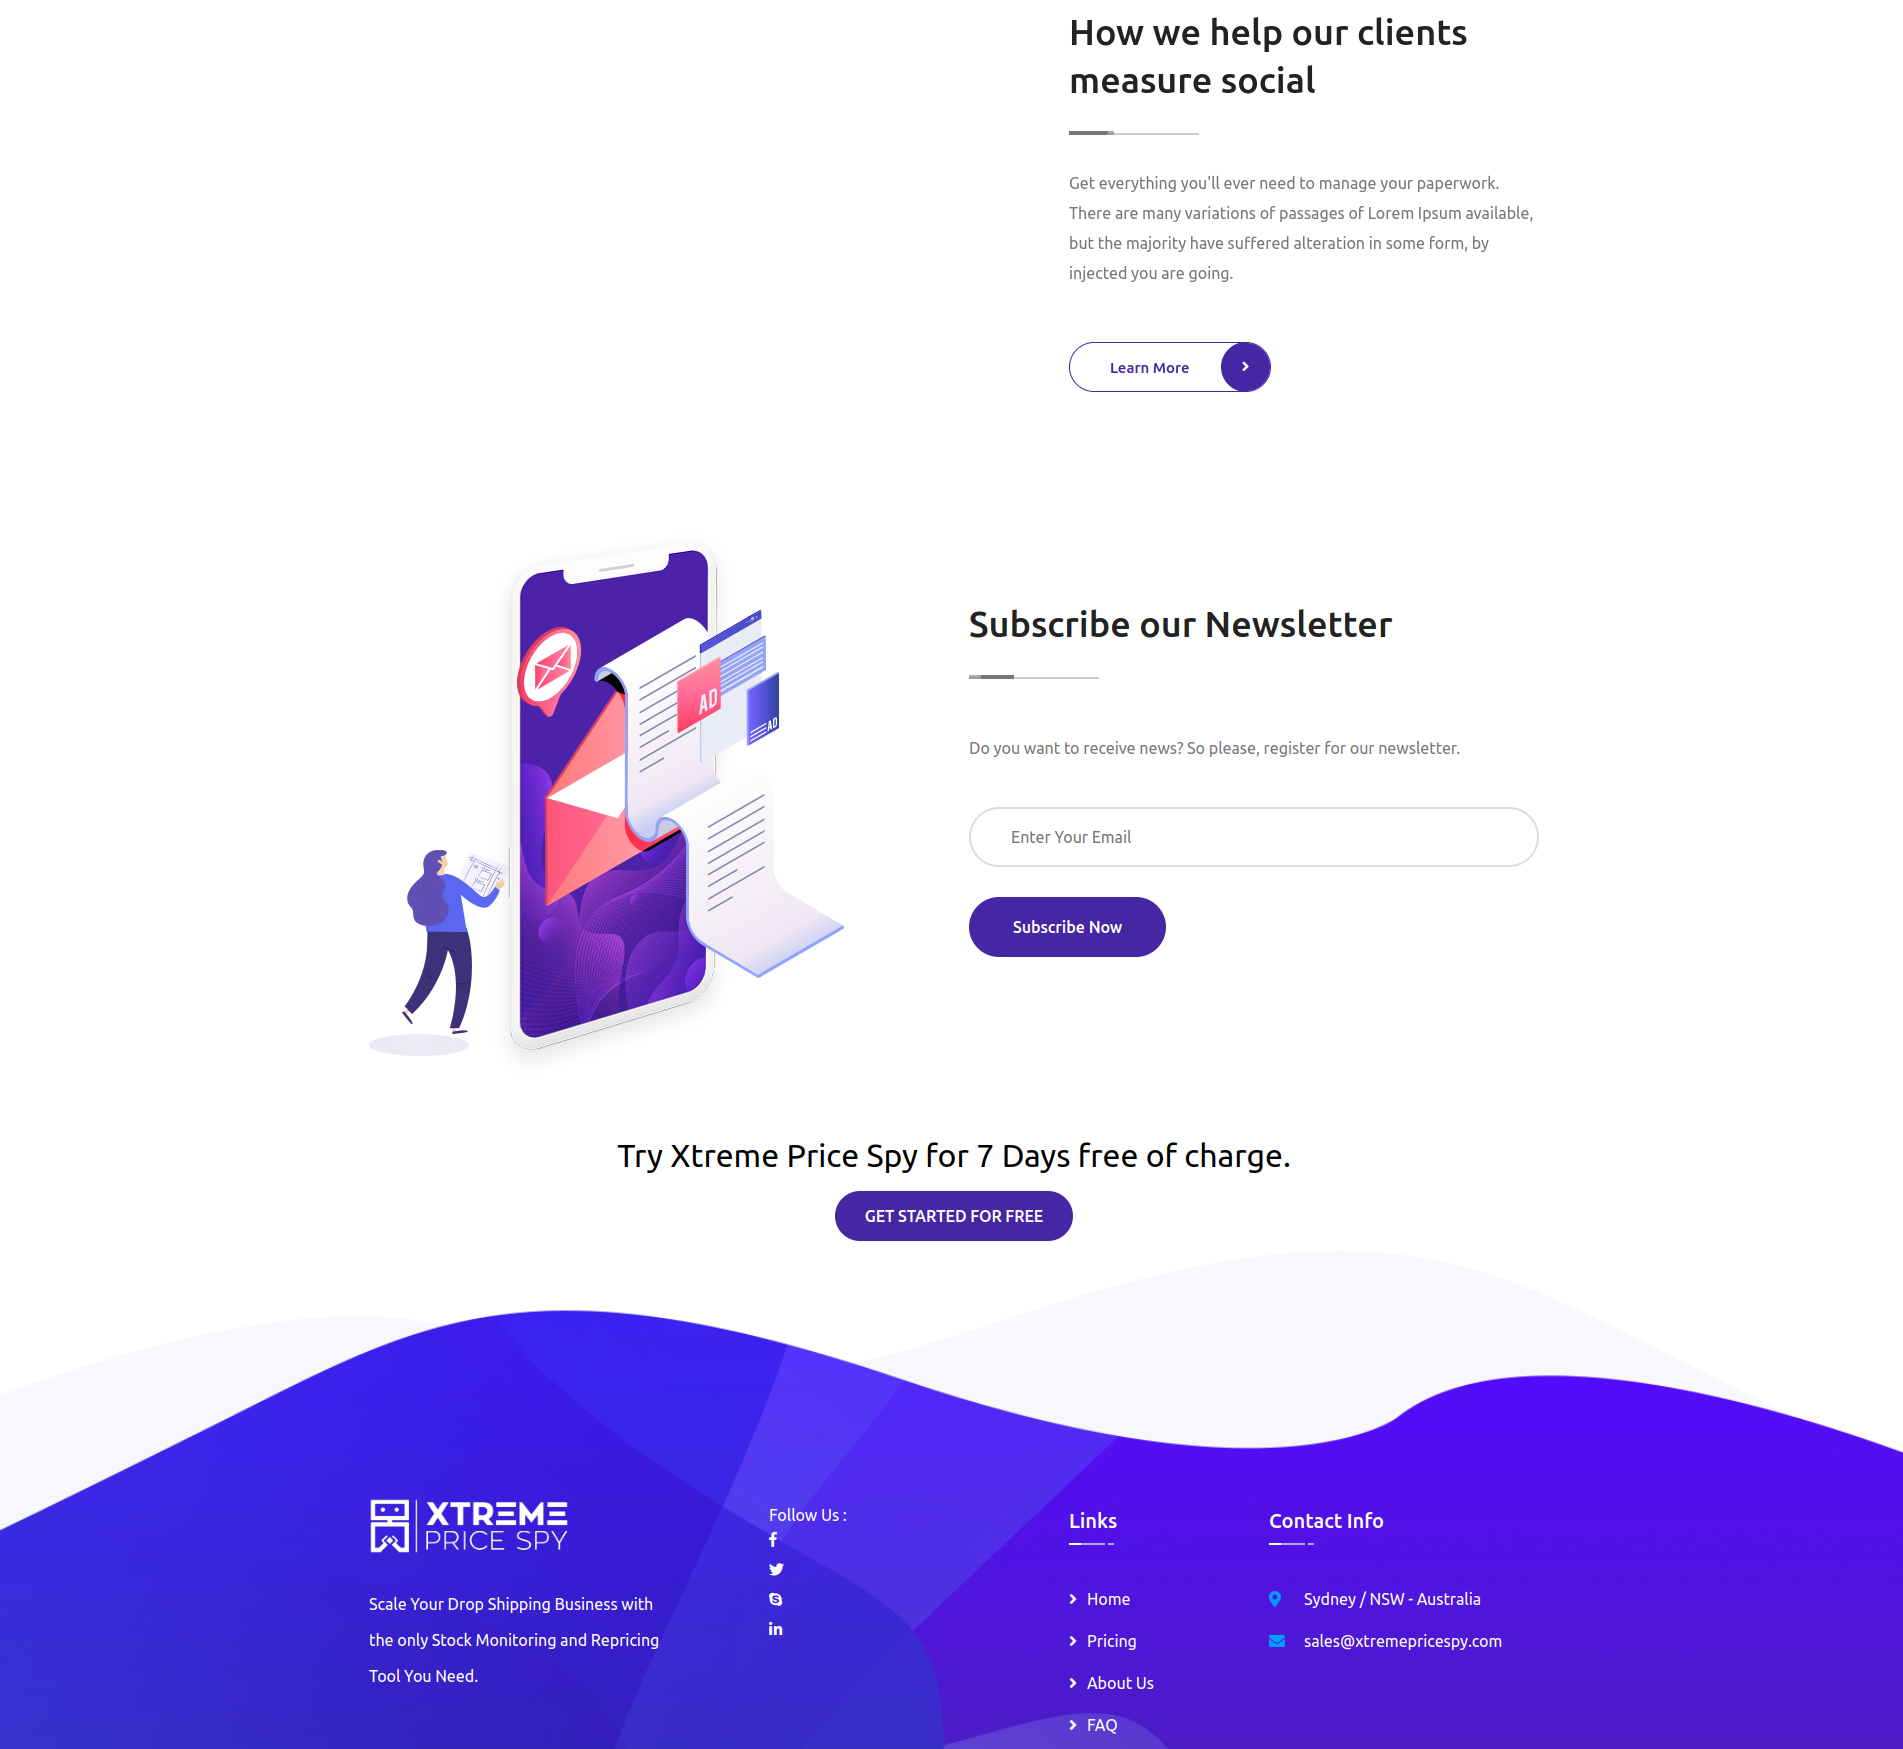 How we help our clients
measure social
Get everything you'll ever need to manage your paperwork.
There are many variations of passages of Lorem Ipsum available,
but the majority have suffered alteration in some form, by
injected you are going.
Learn More
AD
AD
Subscribe our Newsletter
Do you want to receive news? So please, register for our newsletter.
Enter Your Email
Subscribe Now
Try Xtreme Price Spy for 7 Days free of charge.
GET STARTED FOR FREE
XTREME
PRICE SPY
Scale Your Drop Shipping Business with
the only Stock Monitoring and Repricing
Tool You Need.
Follow Us :
Links
Home
Pricing
About Us
FAQ
Contact Info
Sydney / NSW - Australia
sales@xtremepricespy.com